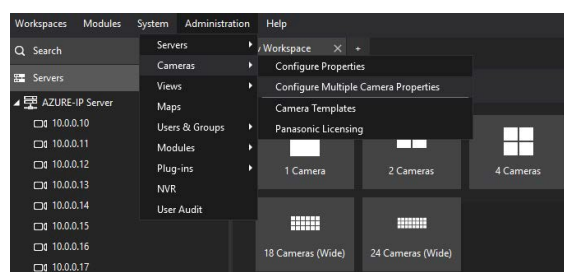 Workspaces Modules System Administration Help
Search
Servers
AZURE-IP Server
10.0.0.10
10.0.0.11
10.0.0.12
10.0.0.13
10.0.0.14
10.0.0.15
10.0.0.16
10.0.0.17
Servers
Cameras
Views
Maps
Users & Groups
Modules
Plug-ins
NVR
User Audit
Workspace × +
Configure Properties
Configure Multiple Camera Properties
Camera Templates
Panasonic Licensing
1 Camera
2 Cameras
4 Cameras
18 Cameras (Wide)
24 Cameras (Wide)